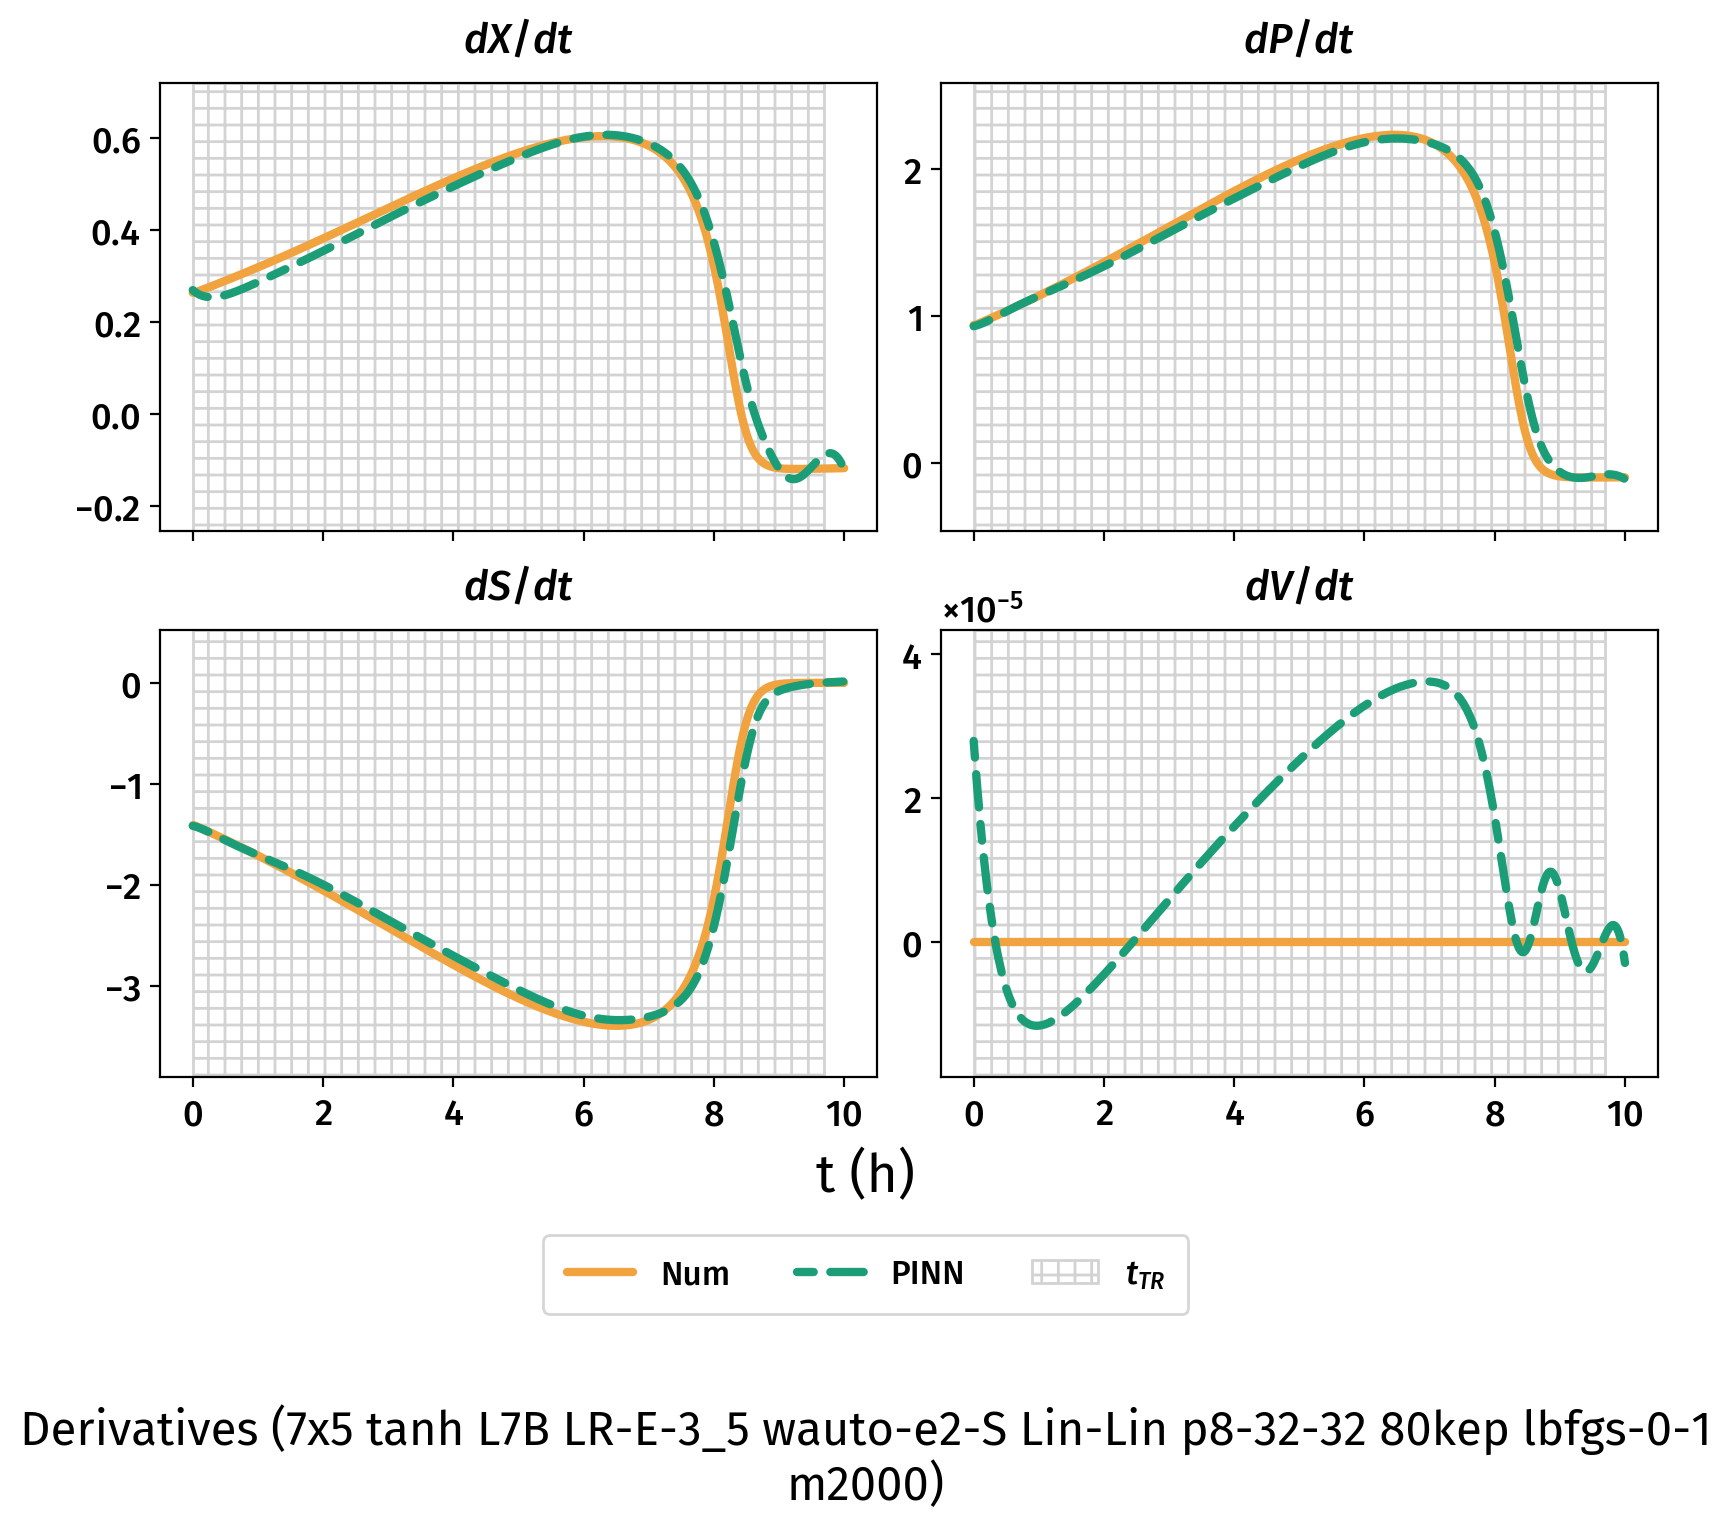 dX/dt
dP/dt
0.6
0.4
0.2
0.0
−0.2
2
1
0
dS/dt
dV/dt
×10⁻⁵
0
−1
−2
−3
4
2
0
0 2 4 6 8 10
0 2 4 6 8 10
t (h)
Num PINN t_TR
Derivatives (7x5 tanh L7B LR-E-3_5 wauto-e2-S Lin-Lin p8-32-32 80kep lbfgs-0-1
m2000)